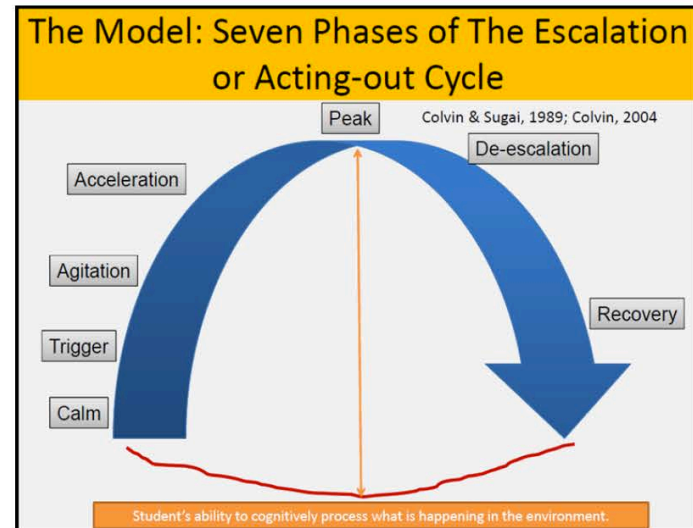 The Model: Seven Phases of The Escalation
or Acting-out Cycle
Peak
Colvin & Sugai, 1989; Colvin, 2004
De-escalation
Acceleration
Agitation
Recovery
Trigger
Calm
Student's ability to cognitively process what is happening in the environment.